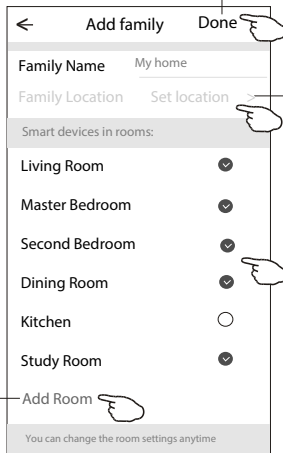 ← Add family Done
Family Name My home
Family Location Set location >
Smart devices in rooms:
Living Room
Master Bedroom
Second Bedroom
Dining Room
Kitchen
Study Room
Add Room
You can change the room settings anytime